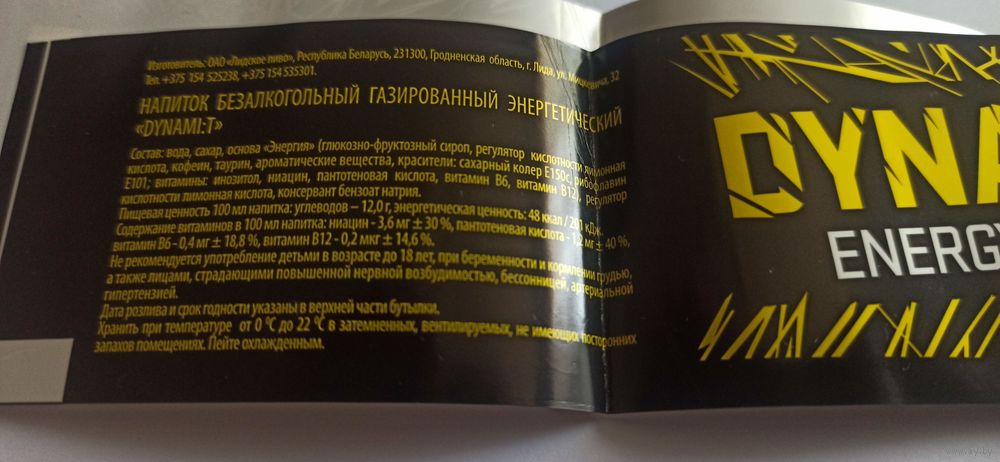 Изготовитель: ОАО «Лидское пиво», Республика Беларусь, 231300, Гродненская область, г. Лида, ул. Мицкевича, 32
Тел. +375 154 525238, +375 154 535301.
НАПИТОК БЕЗАЛКОГОЛЬНЫЙ ГАЗИРОВАННЫЙ ЭНЕРГЕТИЧЕСКИЙ
«DYNAMI:T»
Состав: вода, сахар, основа «Энергия» (глюкозно-фруктозный сироп, регулятор кислотности лимонная
кислота, кофеин, таурин, ароматические вещества, красители: сахарный колер Е150с, рибофлавин
Е101; витамины: инозитол, ниацин, пантотеновая кислота, витамин В6, витамин В12), регулятор
кислотности лимонная кислота, консервант бензоат натрия.
Пищевая ценность 100 мл напитка: углеводов – 12,0 г, энергетическая ценность: 48 ккал / 201 кДж.
Содержание витаминов в 100 мл напитка: ниацин - 3,6 мг ± 30 %, пантотеновая кислота - 1,2 мг ± 40 %,
витамин В6 - 0,4 мг ± 18,8 %, витамин В12 - 0,2 мкг ± 14,6 %.
Не рекомендуется употребление детьми в возрасте до 18 лет, при беременности и кормлении грудью,
а также лицами, страдающими повышенной нервной возбудимостью, бессонницей, артериальной
гипертензией.
Дата розлива и срок годности указаны в верхней части бутылки.
Хранить при температуре от 0 °С до 22 °С в затемненных, вентилируемых, не имеющих посторонних
запахов помещениях. Пейте охлажденным.
DYNA
ENERG